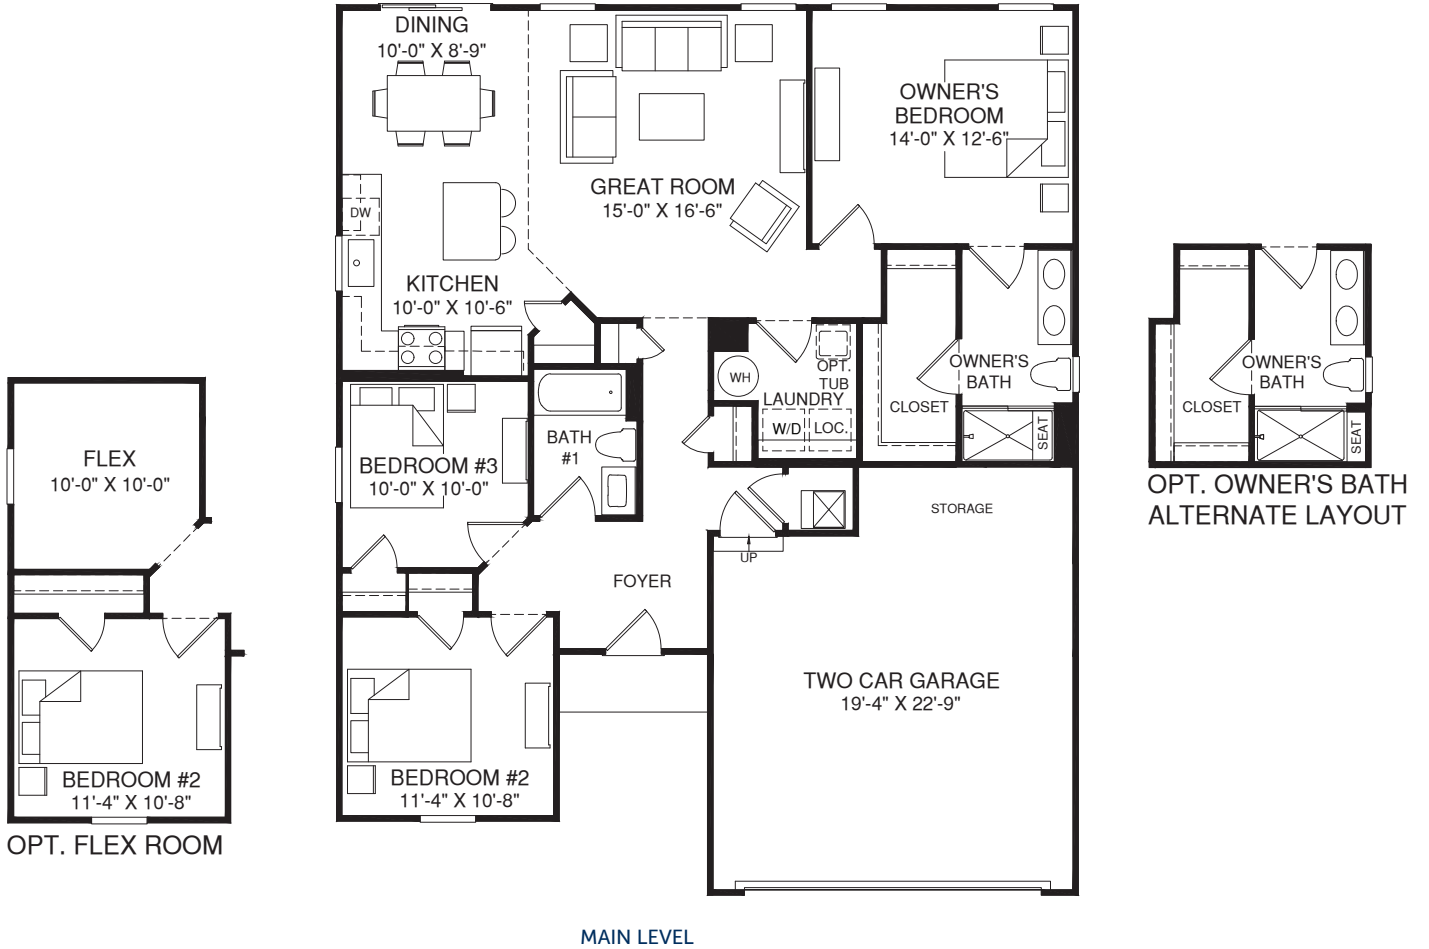 DINING
10'-0" X 8'-9"
OWNER'S
BEDROOM
14'-0" X 12'-6"
GREAT ROOM
15'-0" X 16'-6"
DW
KITCHEN
10'-0" X 10'-6"
WH
OPT.
TUB
LAUNDRY
W/D
LOC.
OWNER'S
BATH
CLOSET
SEAT
BATH
#1
BEDROOM #3
10'-0" X 10'-0"
STORAGE
UP
FOYER
TWO CAR GARAGE
19'-4" X 22'-9"
BEDROOM #2
11'-4" X 10'-8"
FLEX
10'-0" X 10'-0"
BEDROOM #2
11'-4" X 10'-8"
OPT. FLEX ROOM
OWNER'S
BATH
CLOSET
SEAT
OPT. OWNER'S BATH
ALTERNATE LAYOUT
MAIN LEVEL